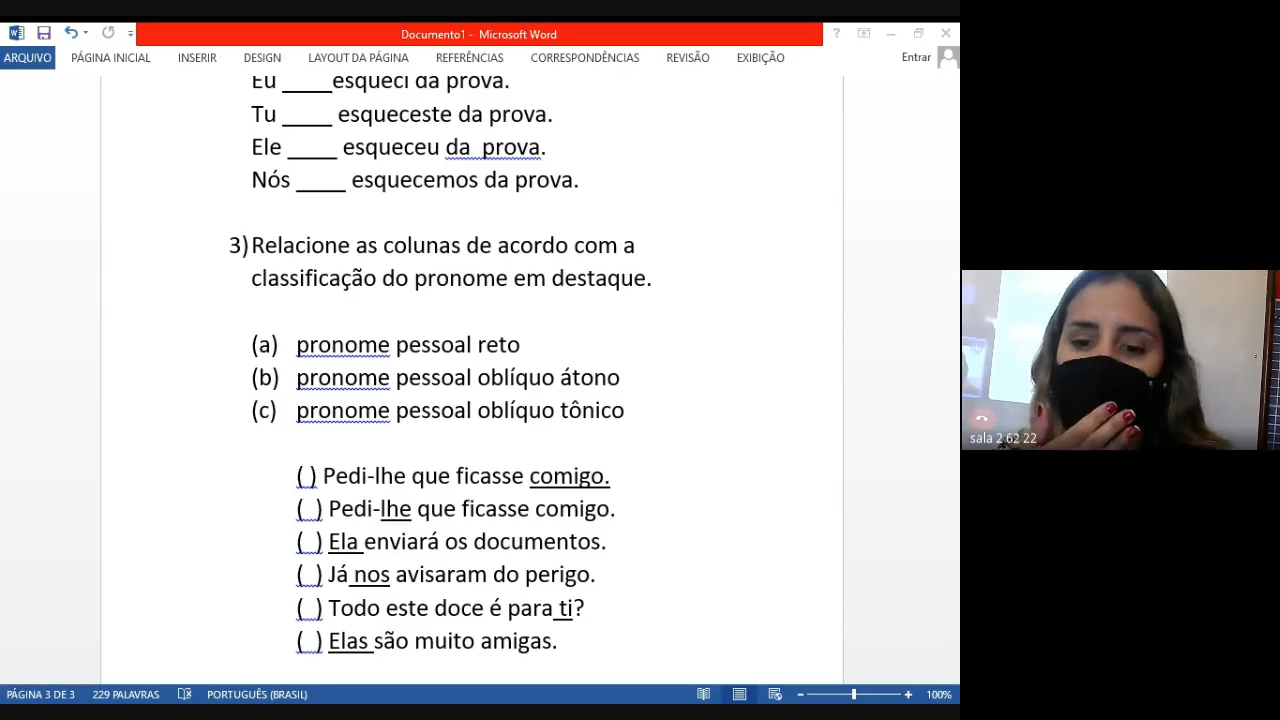 Documento1 - Microsoft Word
ARQUIVO PÁGINA INICIAL INSERIR DESIGN LAYOUT DA PÁGINA REFERÊNCIAS CORRESPONDÊNCIAS REVISÃO EXIBIÇÃO Entrar
Eu ____esqueci da prova.
Tu ____ esqueceste da prova.
Ele ____ esqueceu da  prova.
Nós ____ esquecemos da prova.
3) Relacione as colunas de acordo com a
classificação do pronome em destaque.
(a) pronome pessoal reto
(b) pronome pessoal oblíquo átono
(c) pronome pessoal oblíquo tônico
( ) Pedi-lhe que ficasse comigo.
( ) Pedi-lhe que ficasse comigo.
( ) Ela enviará os documentos.
( ) Já nos avisaram do perigo.
( ) Todo este doce é para ti?
( ) Elas são muito amigas.
sala 2 62 22
PÁGINA 3 DE 3 229 PALAVRAS PORTUGUÊS (BRASIL) 100%